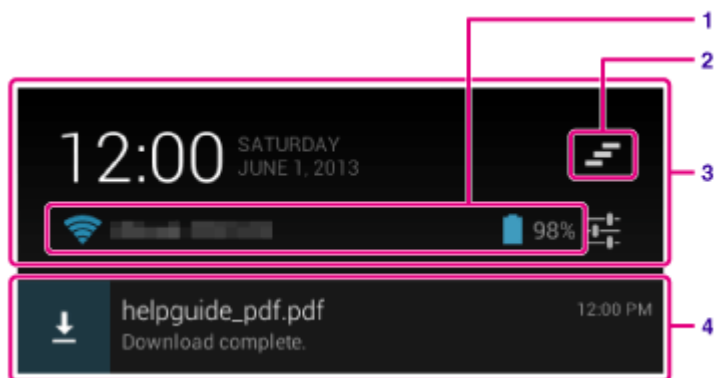 1
2
12:00 SATURDAY
JUNE 1, 2013
3
98%
helpguide_pdf.pdf 12:00 PM
4
Download complete.